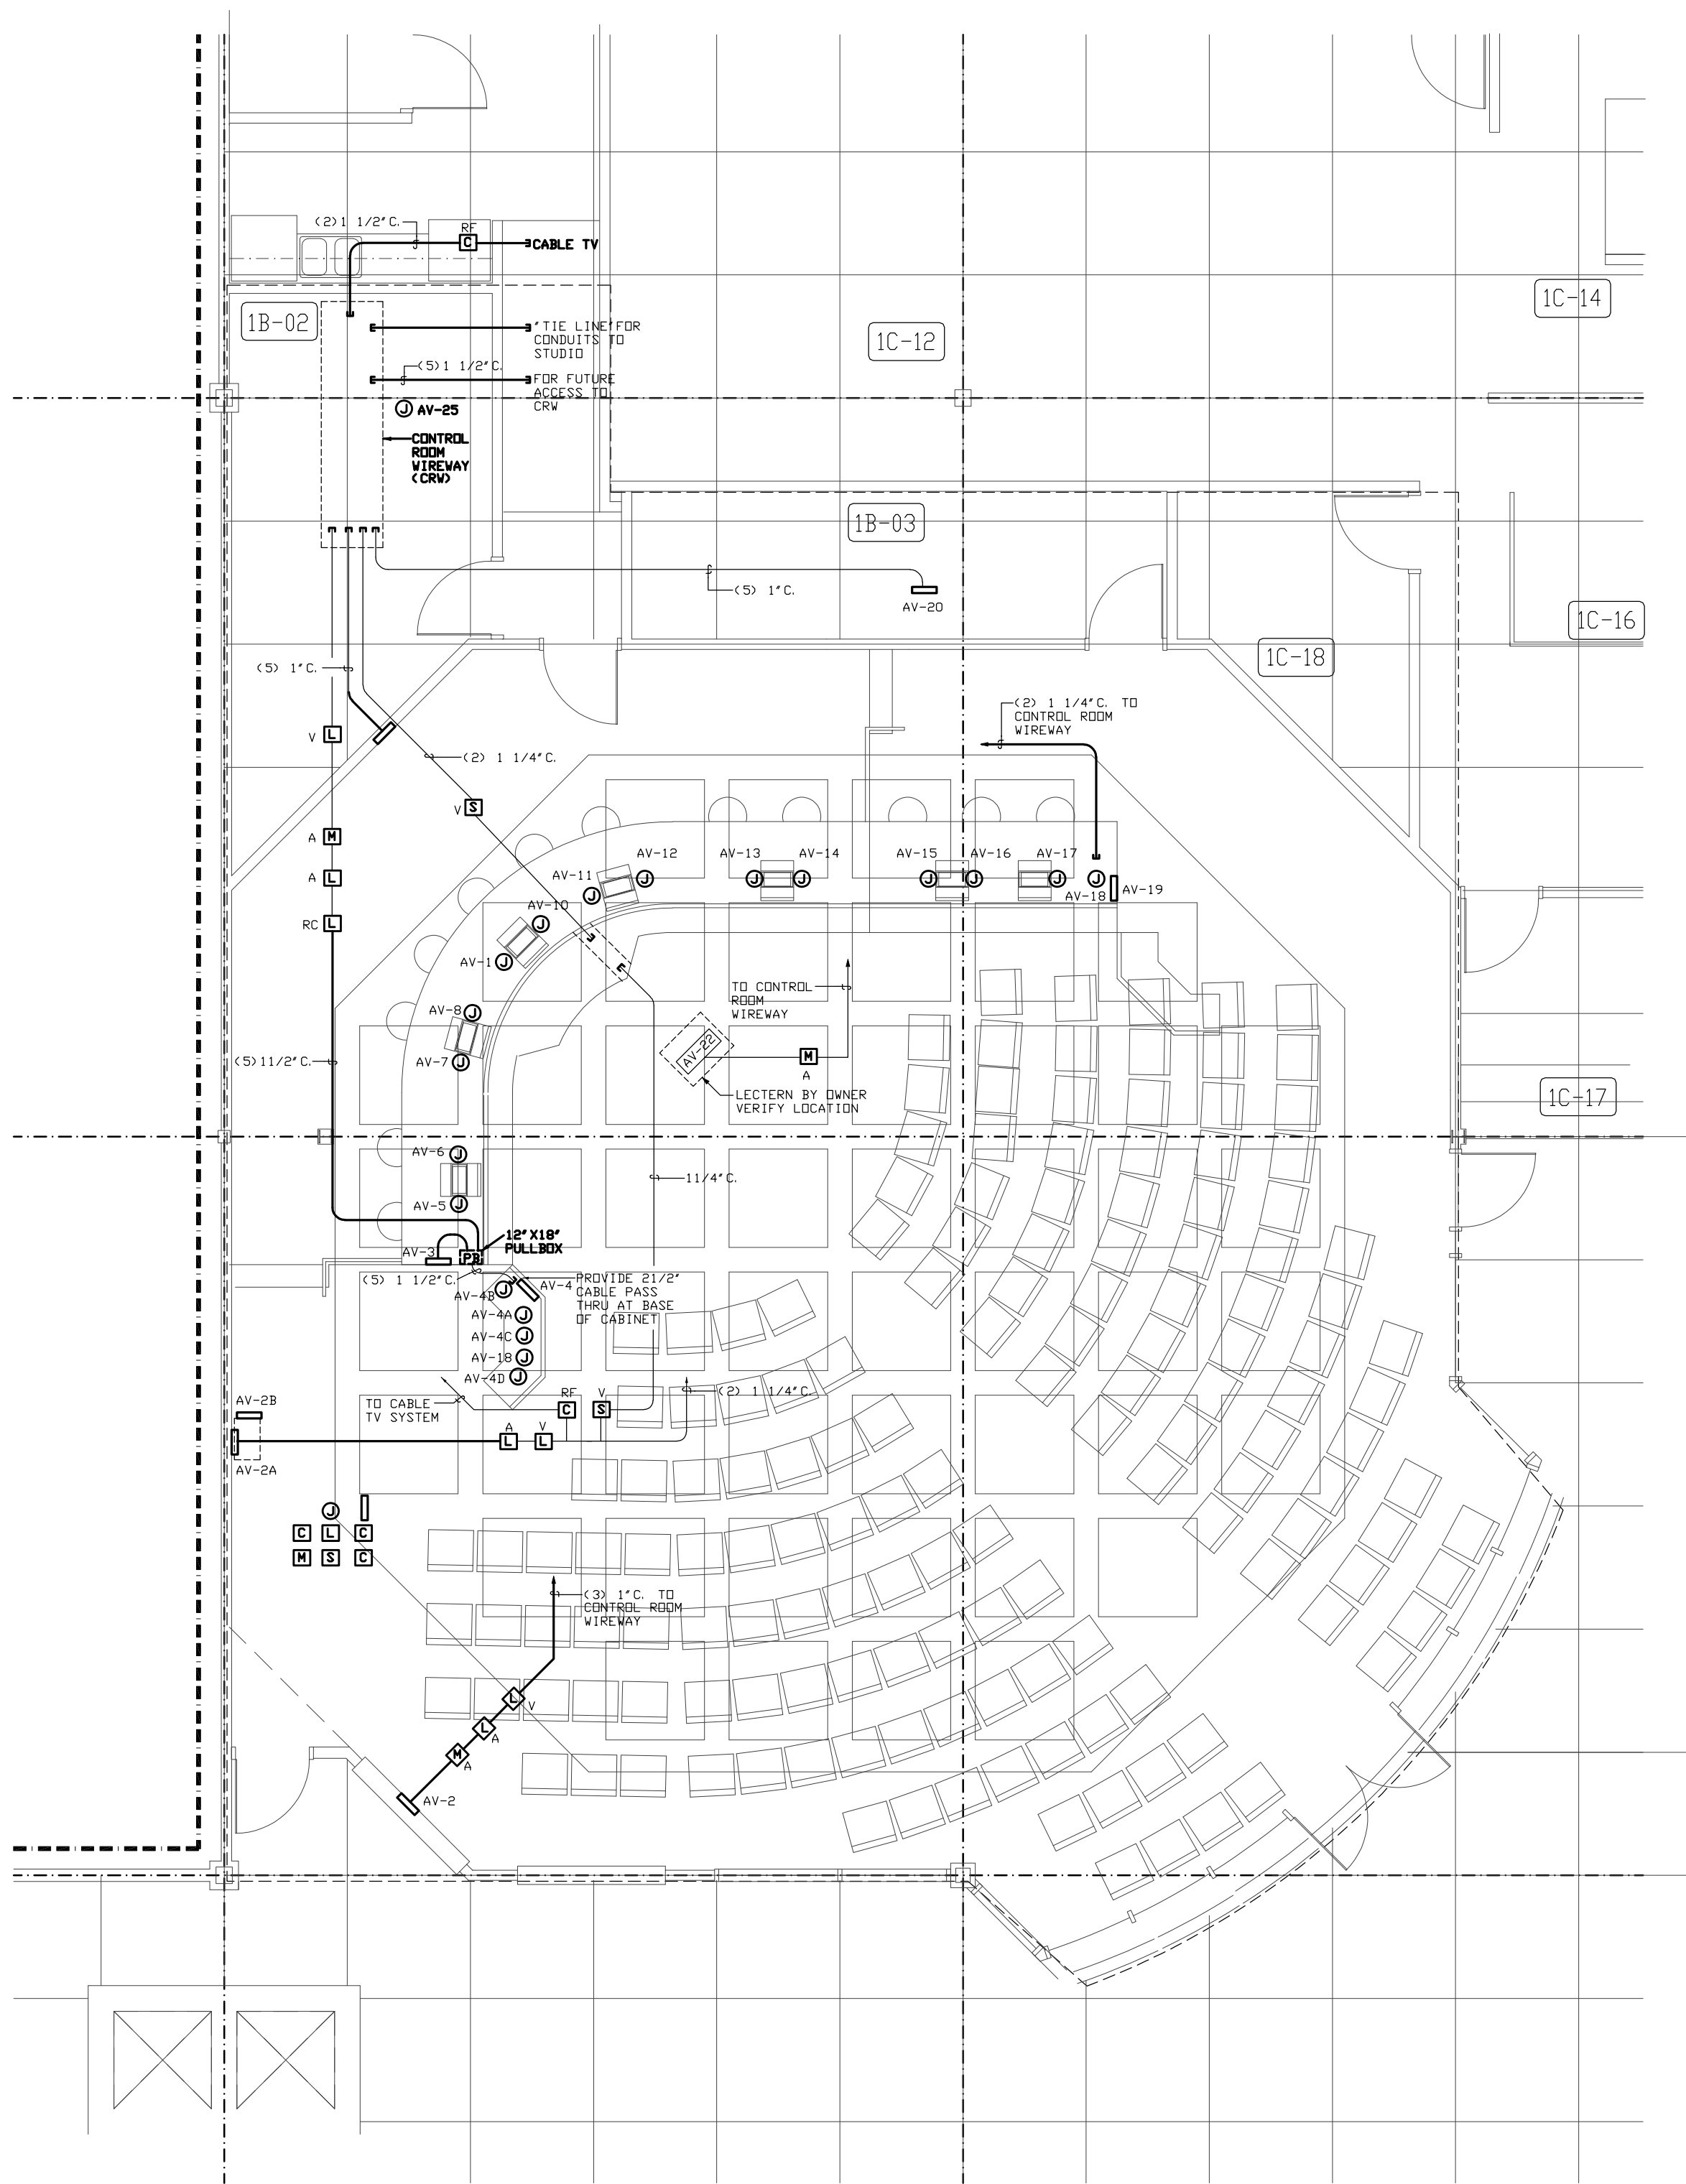 (2)1 1/2"C.
RF
C
CABLE TV
1B-02
1C-14
"TIE LINE"FOR
CONDUITS TO
STUDIO
1C-12
(5)1 1/2"C.
FOR FUTURE
ACCESS TO
CRW
J AV-25
CONTROL
ROOM
WIREWAY
(CRW)
1B-03
(5) 1"C.
AV-20
1C-16
1C-18
(5) 1"C.
(2) 1 1/4"C. TO
CONTROL ROOM
WIREWAY
V L
(2) 1 1/4"C.
V S
A M
A L
RC L
AV-12
AV-13
AV-14
AV-15
AV-16
AV-17
AV-11
J
J
J
J
J
J
J
J
AV-18
AV-19
AV-10
J
AV-1 J
TO CONTROL
ROOM
WIREWAY
AV-8 J
AV-7 J
(5)11/2"C.
AV-22
M
A
LECTERN BY OWNER
VERIFY LOCATION
1C-17
AV-6 J
11/4"C.
AV-5 J
12"X18"
PULLBOX
AV-3
PB
(5) 1 1/2"C.
AV-4
AV-4B J
PROVIDE 21/2"
CABLE PASS
THRU AT BASE
OF CABINET
AV-4A J
AV-4C J
AV-18 J
AV-4D J
AV-2B
TO CABLE
TV SYSTEM
RF
C
V
S
(2) 1 1/4"C.
A
L
V
L
AV-2A
J
C L C
M S C
(3) 1"C. TO
CONTROL ROOM
WIREWAY
L V
L A
M A
AV-2